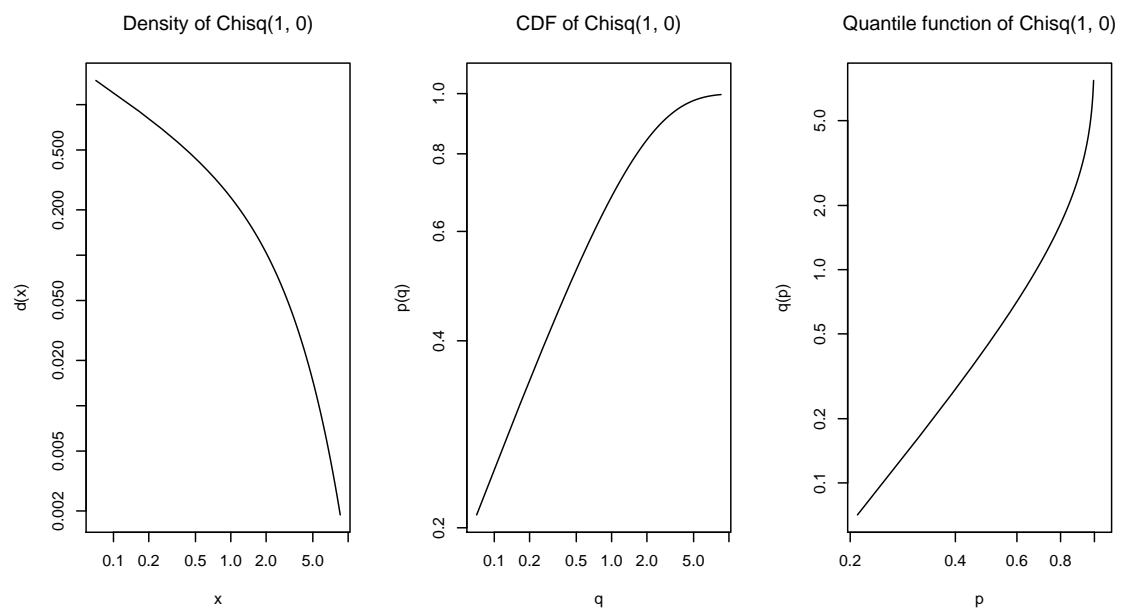 Density of Chisq(1, 0)
d(x)
0.500
0.200
0.050
0.020
0.005
0.002
0.1 0.2 0.5 1.0 2.0 5.0
x
CDF of Chisq(1, 0)
p(q)
1.0
0.8
0.6
0.4
0.2
0.1 0.2 0.5 1.0 2.0 5.0
q
Quantile function of Chisq(1, 0)
q(p)
5.0
2.0
1.0
0.5
0.2
0.1
0.2 0.4 0.6 0.8
p